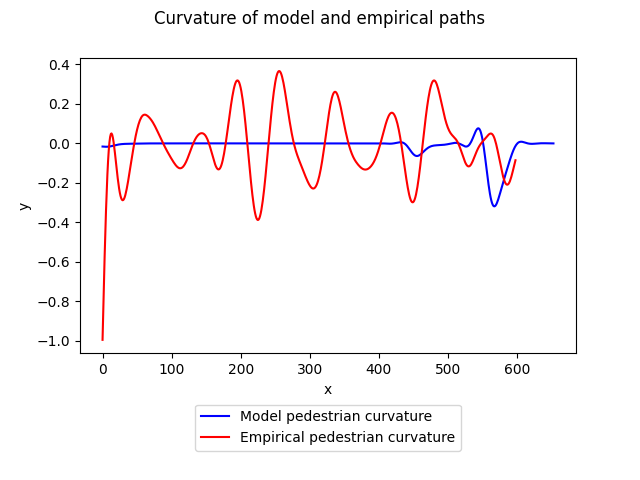 Curvature of model and empirical paths
0.4
0.2
0.0
−0.2
−0.4
−0.6
−0.8
−1.0
y
0 100 200 300 400 500 600
x
Model pedestrian curvature
Empirical pedestrian curvature